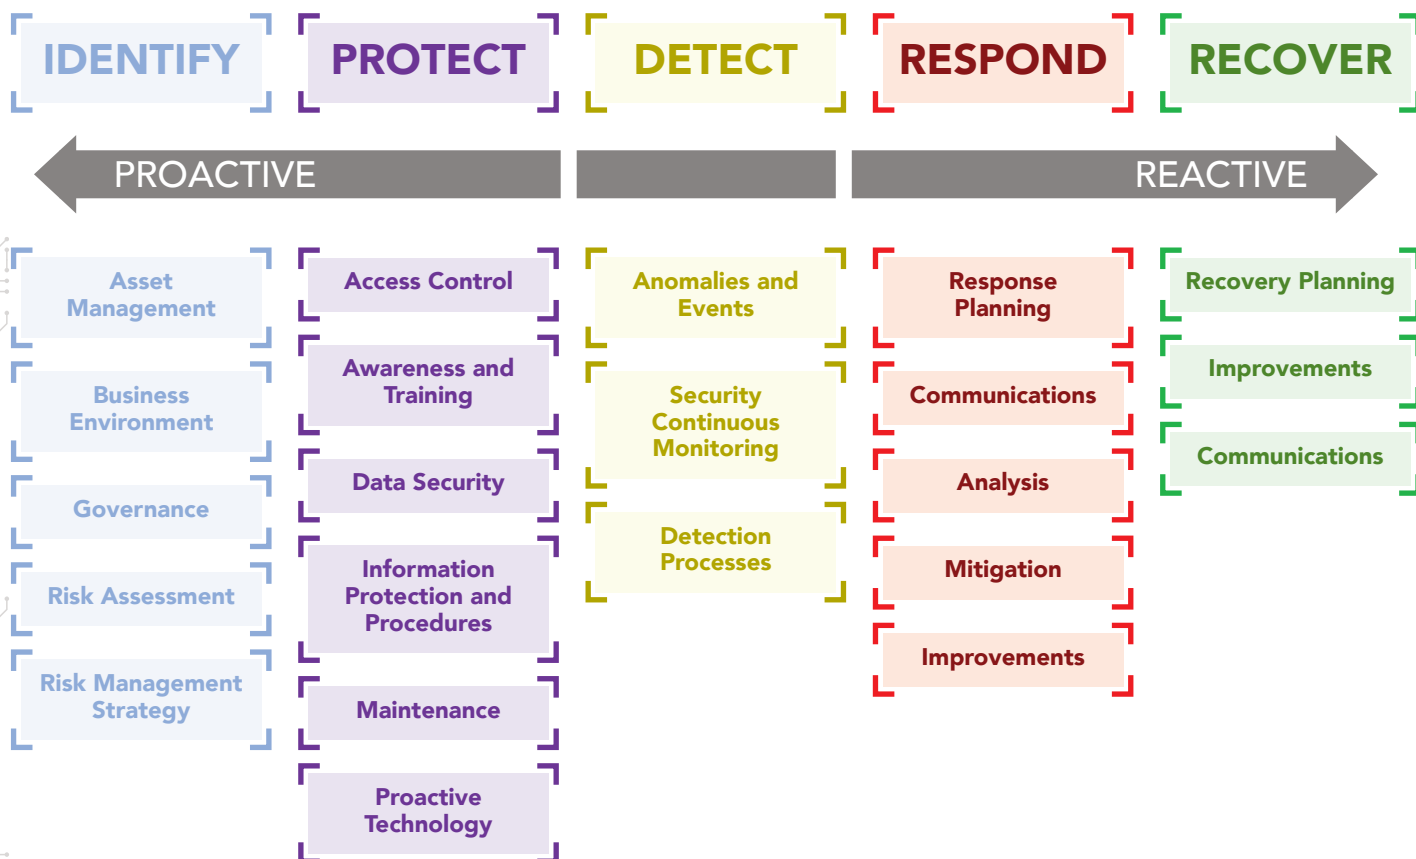 IDENTIFY
PROTECT
DETECT
RESPOND
RECOVER
PROACTIVE
REACTIVE
Asset
Management
Business
Environment
Governance
Risk Assessment
Risk Management
Strategy
Access Control
Awareness and
Training
Data Security
Information
Protection and
Procedures
Maintenance
Proactive
Technology
Anomalies and
Events
Security
Continuous
Monitoring
Detection
Processes
Response
Planning
Communications
Analysis
Mitigation
Improvements
Recovery Planning
Improvements
Communications